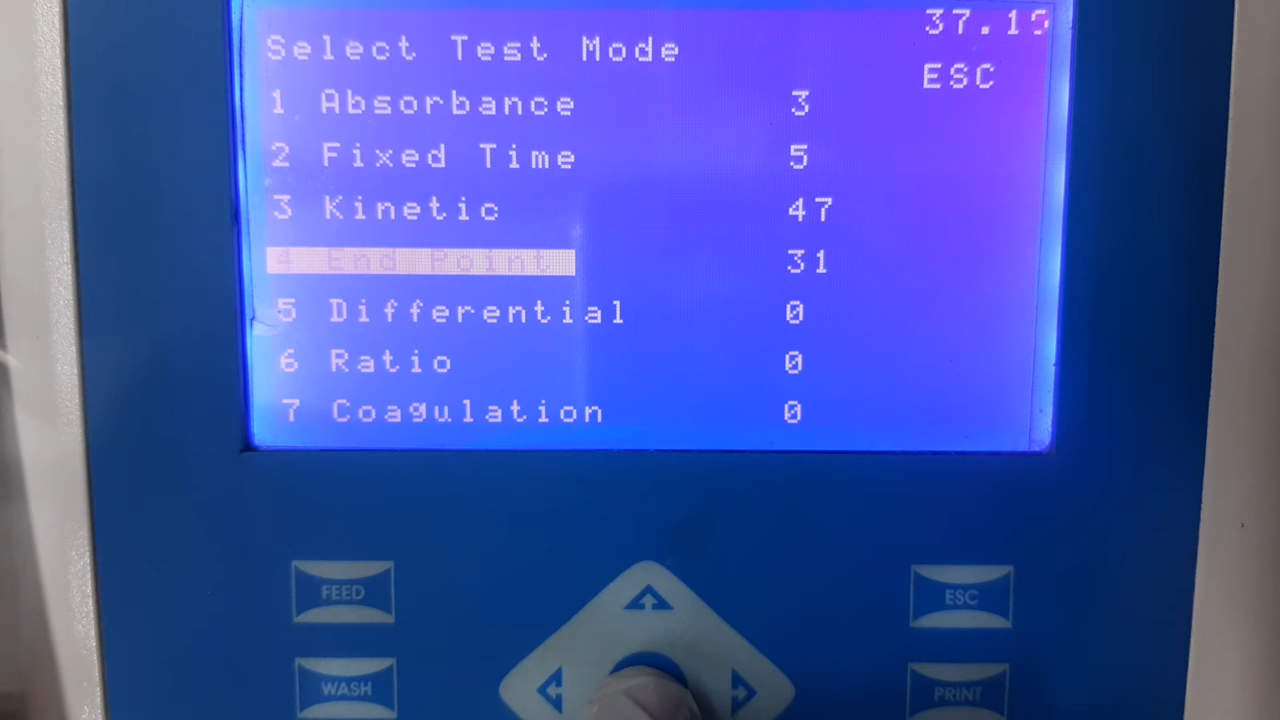 Select Test Mode 37.19
ESC
1 Absorbance 3
2 Fixed Time 5
3 Kinetic 47
4 End Point 31
5 Differential 0
6 Ratio 0
7 Coagulation 0
FEED
ESC
WASH
PRINT